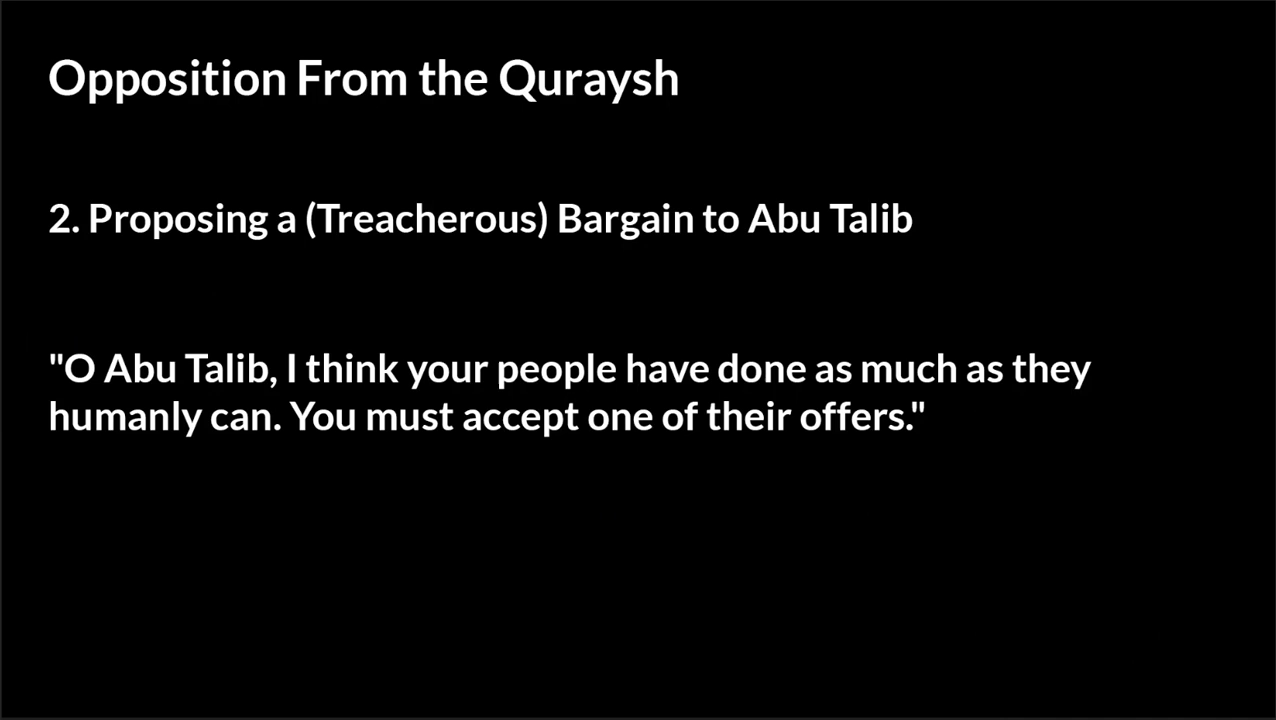 Opposition From the Quraysh
2. Proposing a (Treacherous) Bargain to Abu Talib
"O Abu Talib, I think your people have done as much as they
humanly can. You must accept one of their offers."